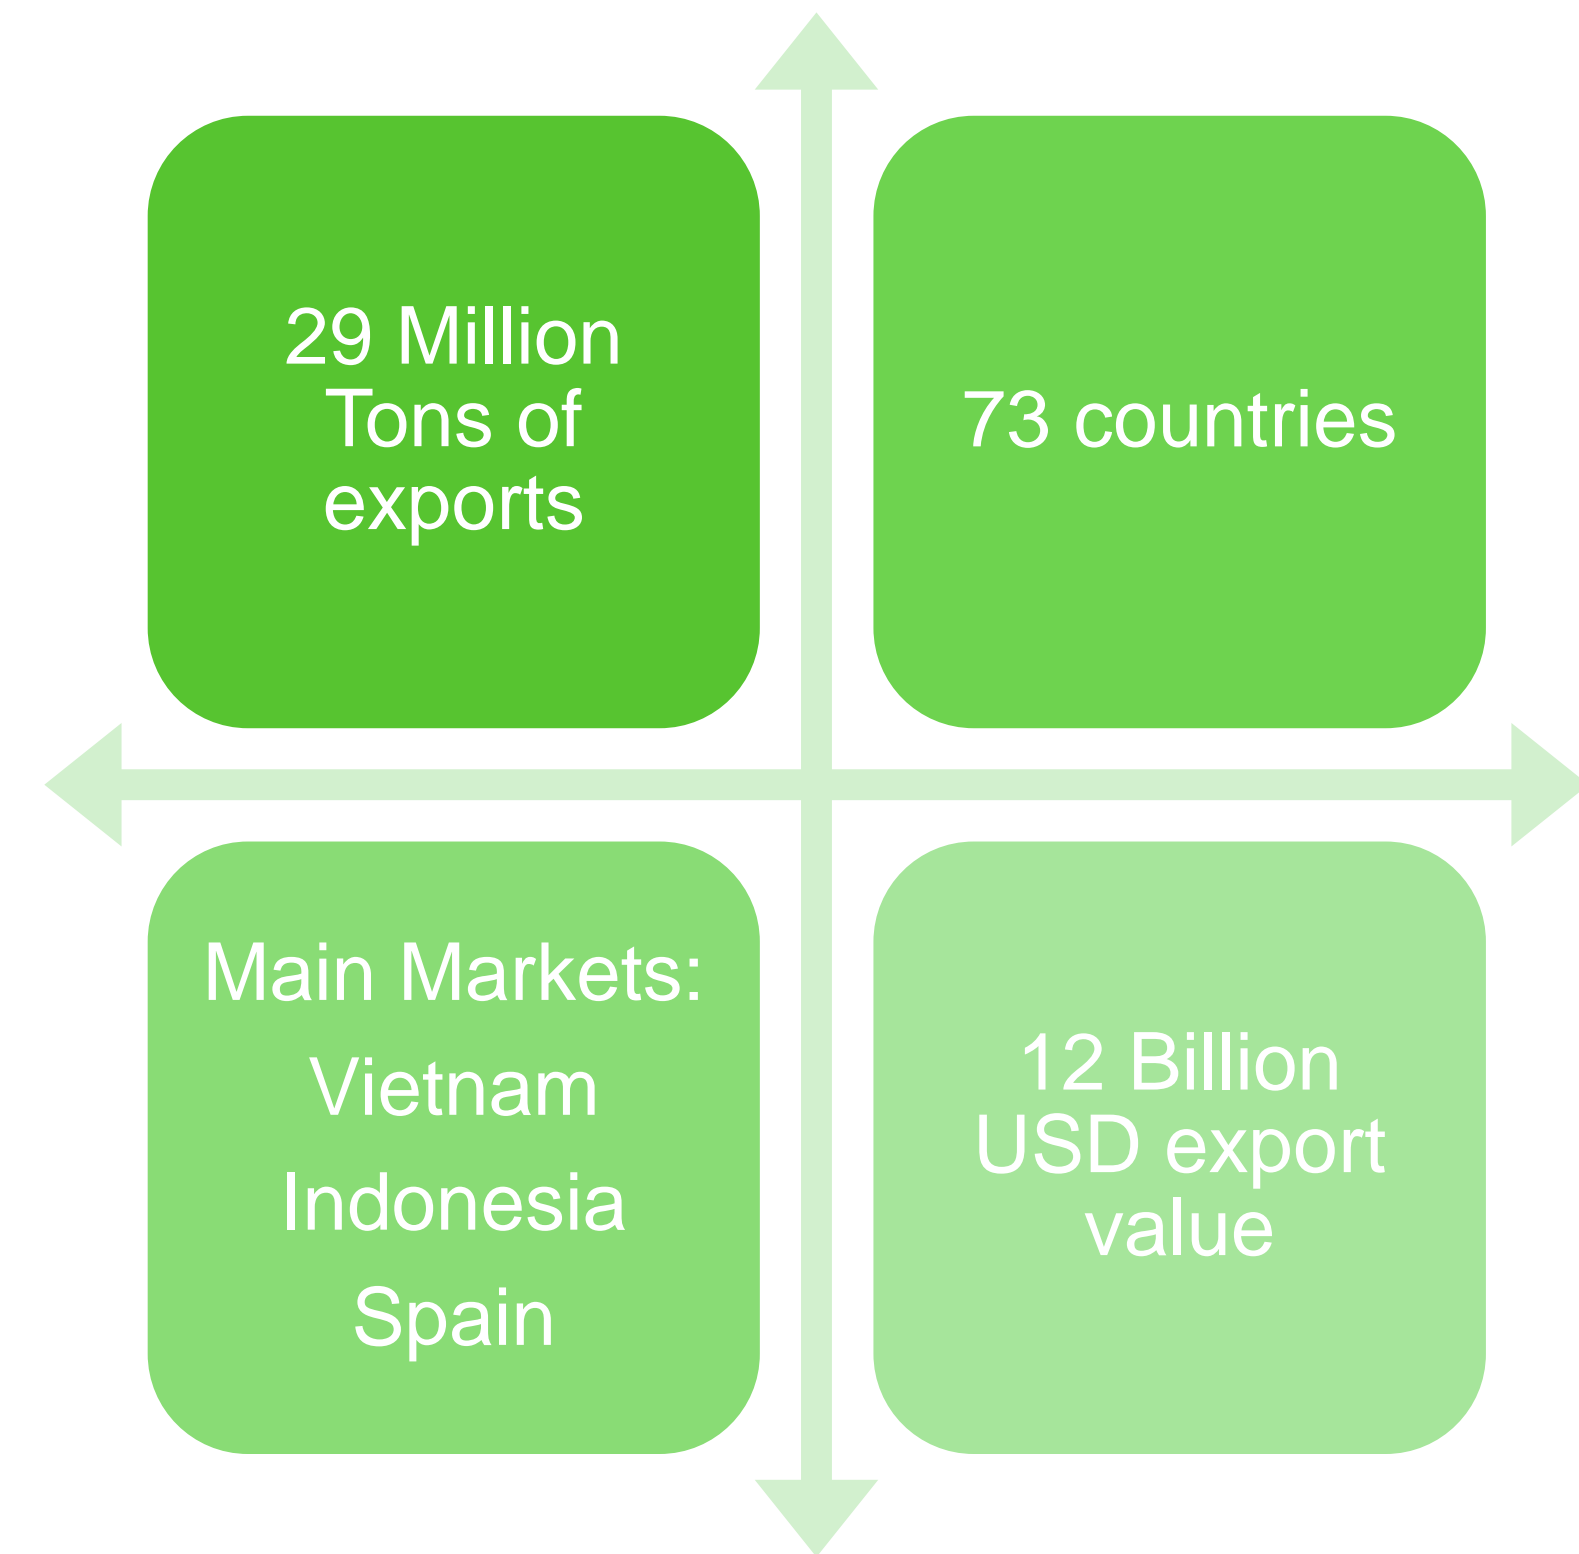 29 Million
Tons of
exports
73 countries
Main Markets:
Vietnam
Indonesia
Spain
12 Billion
USD export
value